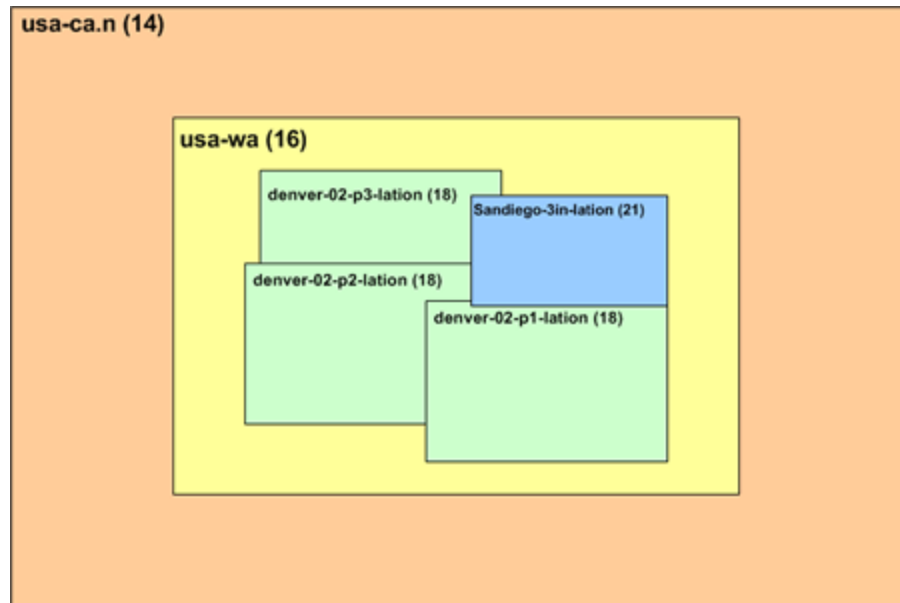 usa-ca.n (14)
usa-wa (16)
denver-02-p3-lation (18)
Sandiego-3in-lation (21)
denver-02-p2-lation (18)
denver-02-p1-lation (18)